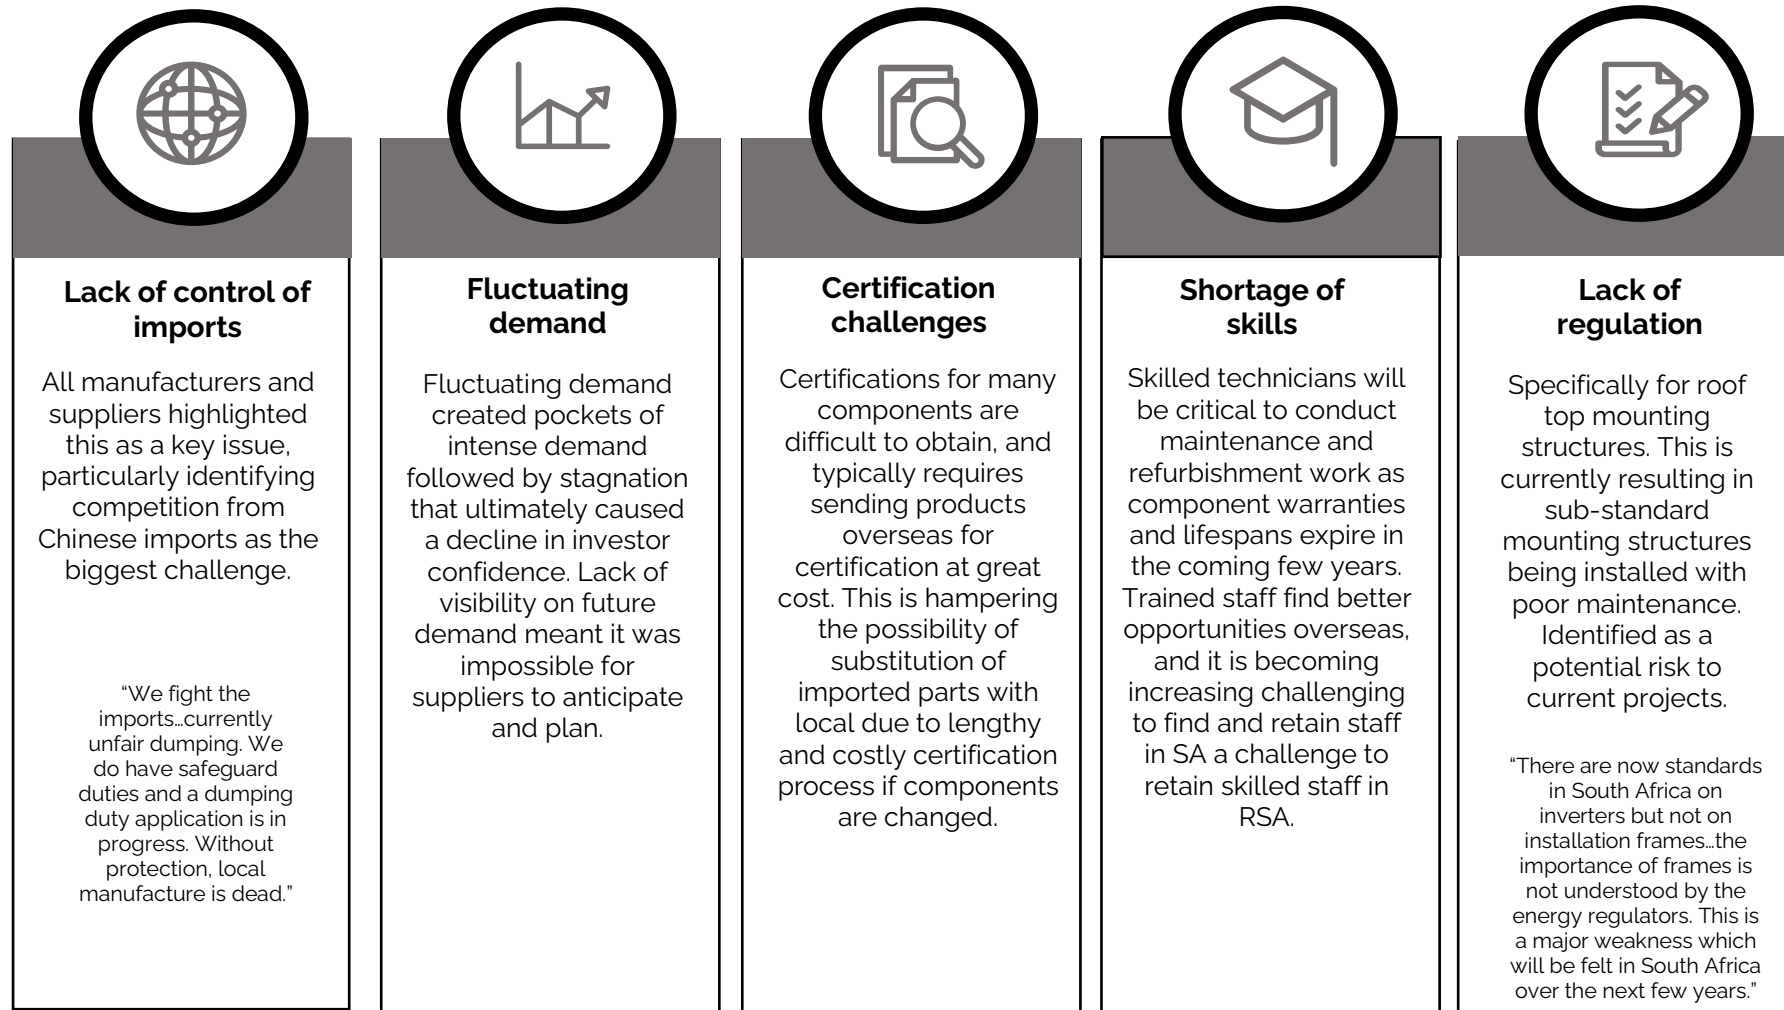 Lack of control of
imports
All manufacturers and
suppliers highlighted
this as a key issue,
particularly identifying
competition from
Chinese imports as the
biggest challenge.
“We fight the
imports…currently
unfair dumping. We
do have safeguard
duties and a dumping
duty application is in
progress. Without
protection, local
manufacture is dead.”
Fluctuating
demand
Fluctuating demand
created pockets of
intense demand
followed by stagnation
that ultimately caused
a decline in investor
confidence. Lack of
visibility on future
demand meant it was
impossible for
suppliers to anticipate
and plan.
Certification
challenges
Certifications for many
components are
difficult to obtain, and
typically requires
sending products
overseas for
certification at great
cost. This is hampering
the possibility of
substitution of
imported parts with
local due to lengthy
and costly certification
process if components
are changed.
Shortage of
skills
Skilled technicians will
be critical to conduct
maintenance and
refurbishment work as
component warranties
and lifespans expire in
the coming few years.
Trained staff find better
opportunities overseas,
and it is becoming
increasing challenging
to find and retain staff
in SA a challenge to
retain skilled staff in
RSA.
Lack of
regulation
Specifically for roof
top mounting
structures. This is
currently resulting in
sub-standard
mounting structures
being installed with
poor maintenance.
Identified as a
potential risk to
current projects.
“There are now standards
in South Africa on
inverters but not on
installation frames…the
importance of frames is
not understood by the
energy regulators. This is
a major weakness which
will be felt in South Africa
over the next few years.”